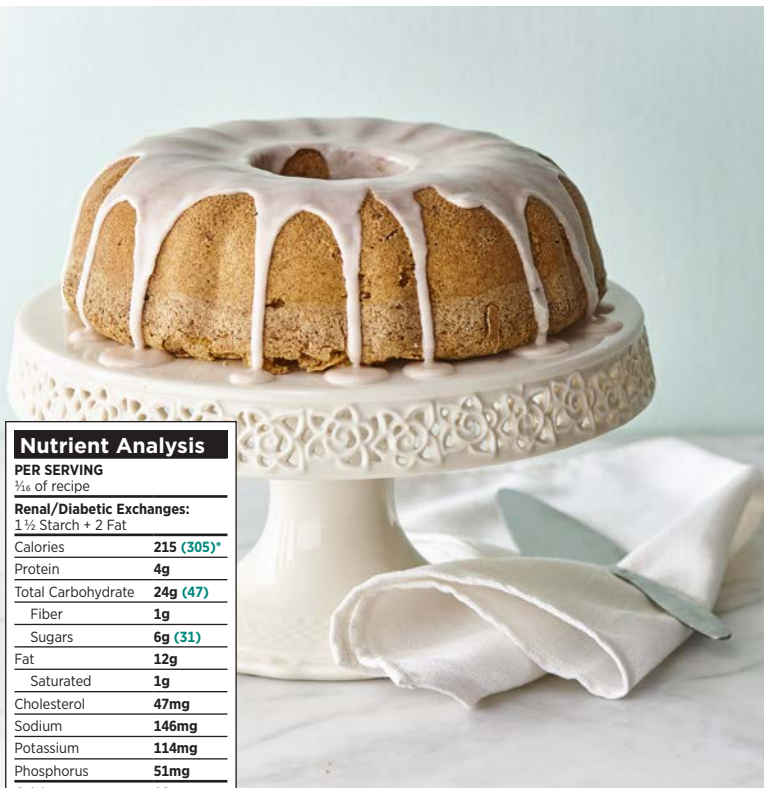 Nutrient Analysis
PER SERVING
1⁄16 of recipe
Renal/Diabetic Exchanges:
1 ½ Starch + 2 Fat
Calories 215 (305)*
Protein 4g
Total Carbohydrate 24g (47)
Fiber 1g
Sugars 6g (31)
Fat 12g
Saturated 1g
Cholesterol 47mg
Sodium 146mg
Potassium 114mg
Phosphorus 51mg